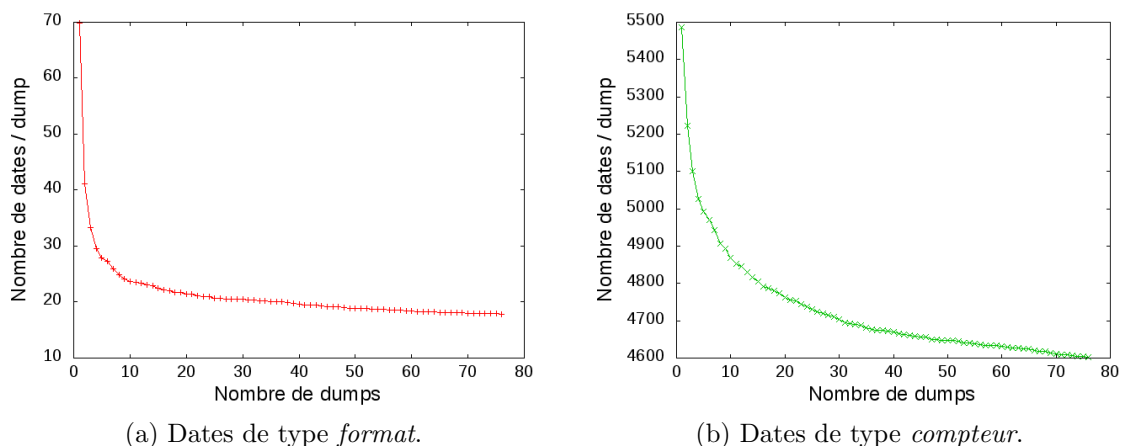 70
60
50
40
30
20
10
0 10 20 30 40 50 60 70 80
Nombre de dates / dump
Nombre de dumps
(a) Dates de type format.
5500
5400
5300
5200
5100
5000
4900
4800
4700
4600
0 10 20 30 40 50 60 70 80
Nombre de dates / dump
Nombre de dumps
(b) Dates de type compteur.